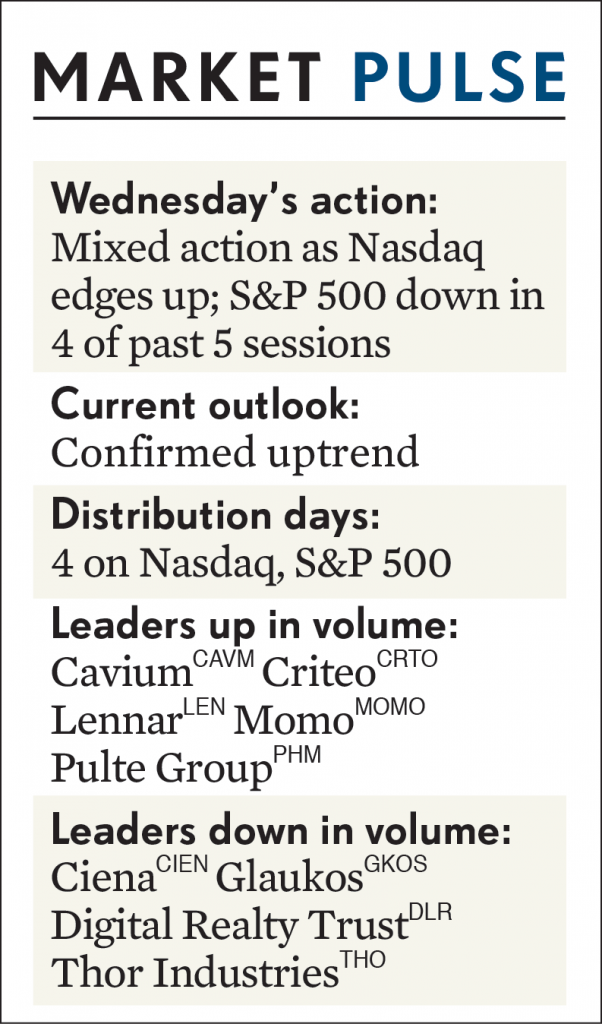 MARKET PULSE
Wednesday’s action:
Mixed action as Nasdaq
edges up; S&P 500 down in
4 of past 5 sessions
Current outlook:
Confirmed uptrend
Distribution days:
4 on Nasdaq, S&P 500
Leaders up in volume:
Cavium CAVM Criteo CRTO
Lennar LEN Momo MOMO
Pulte Group PHM
Leaders down in volume:
Ciena CIEN Glaukos GKOS
Digital Realty Trust DLR
Thor Industries THO